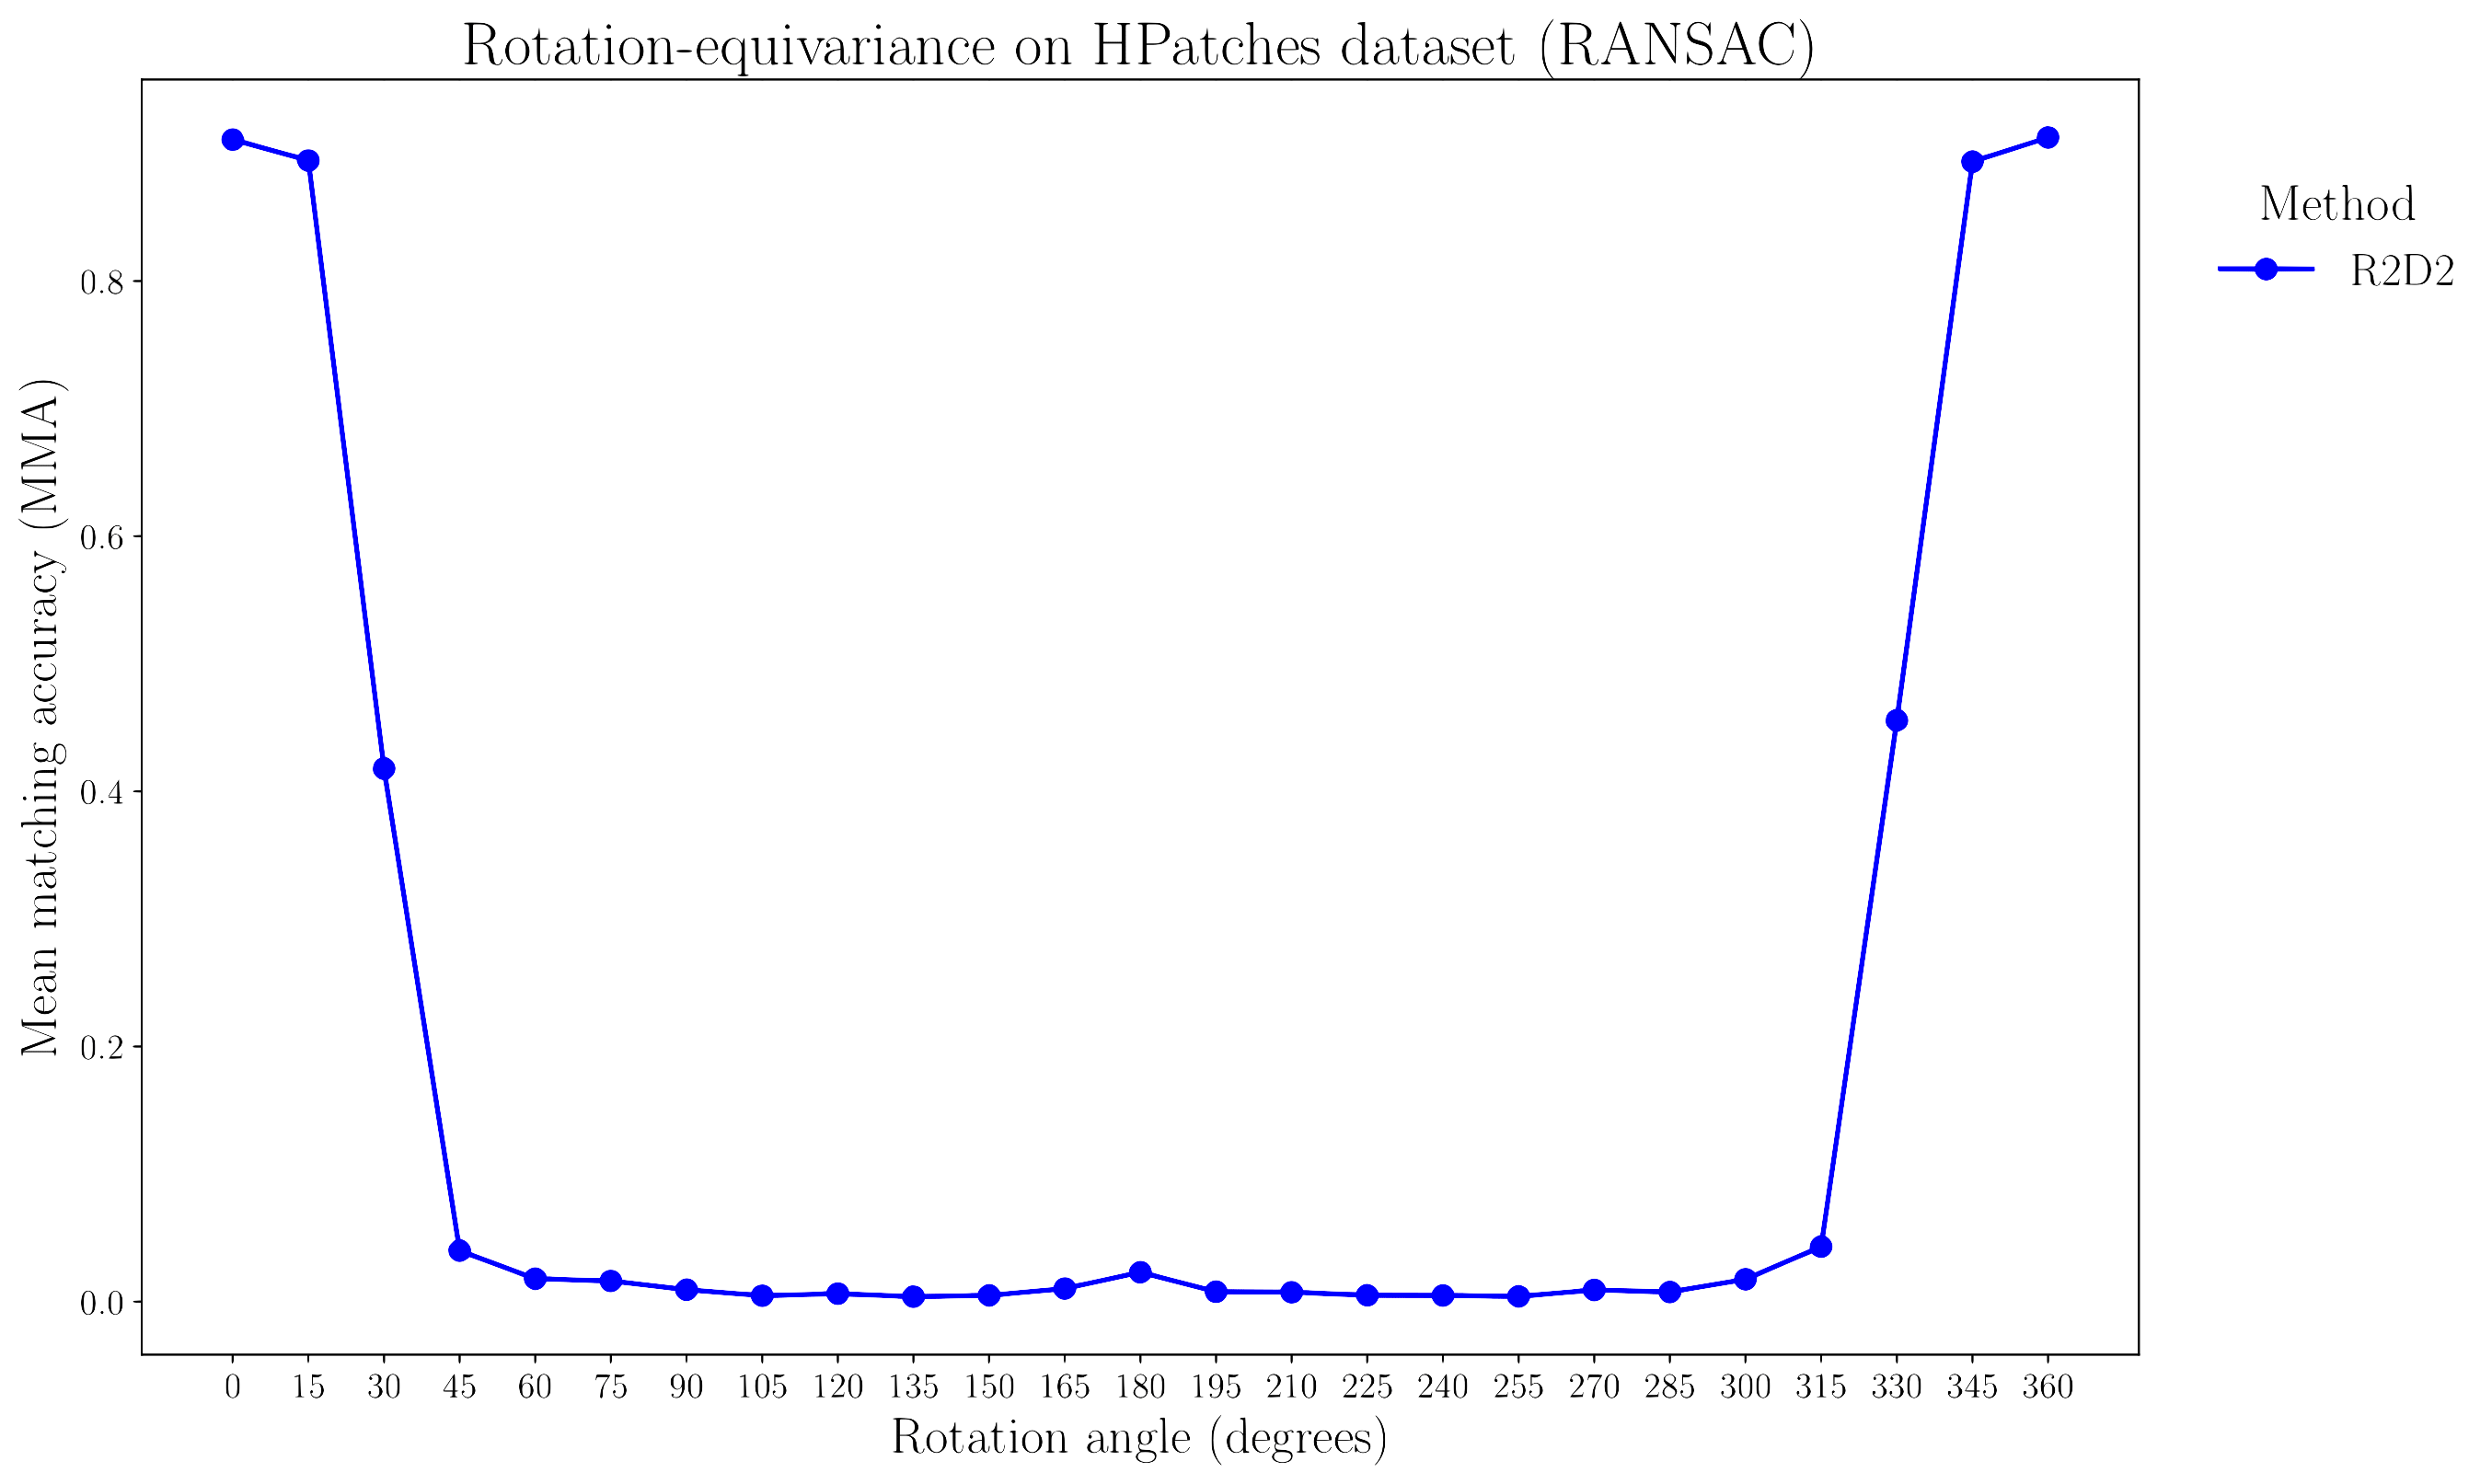 Rotation-equivariance on HPatches dataset (RANSAC)
Method
R2D2
Mean matching accuracy (MMA)
0.8
0.6
0.4
0.2
0.0
0 15 30 45 60 75 90 105 120 135 150 165 180 195 210 225 240 255 270 285 300 315 330 345 360
Rotation angle (degrees)